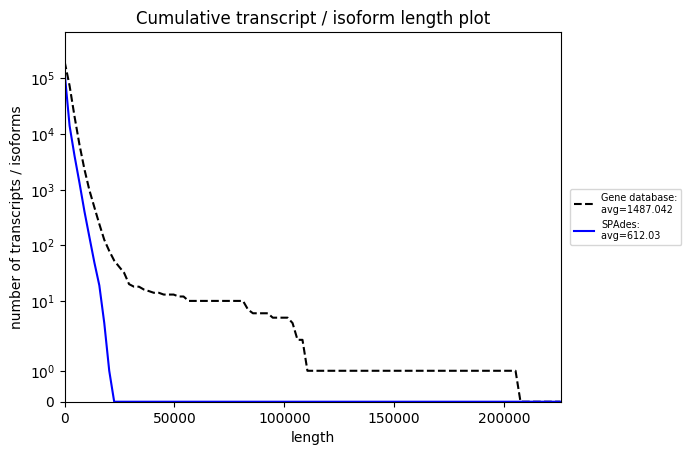 Cumulative transcript / isoform length plot
number of transcripts / isoforms
10^5
10^4
10^3
10^2
10^1
10^0
0
0 50000 100000 150000 200000
length
Gene database:
avg=1487.042
SPAdes:
avg=612.03